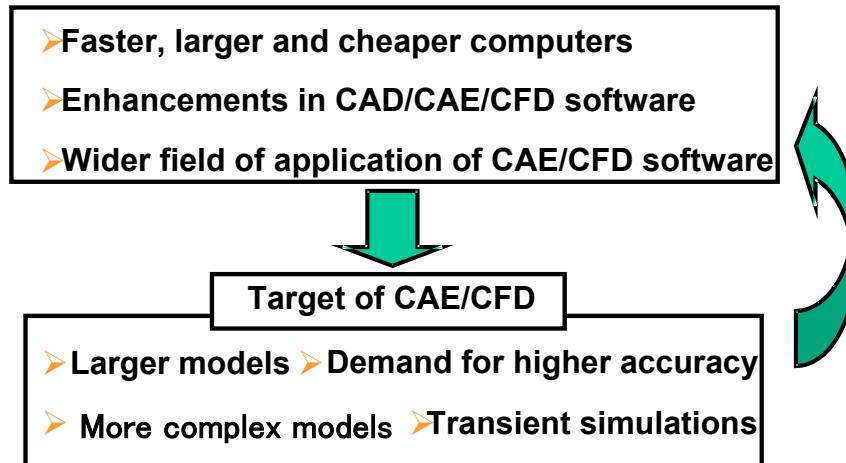 ➢Faster, larger and cheaper computers
➢Enhancements in CAD/CAE/CFD software
➢Wider field of application of CAE/CFD software
Target of CAE/CFD
➢Larger models ➢Demand for higher accuracy
➢ More complex models ➢Transient simulations